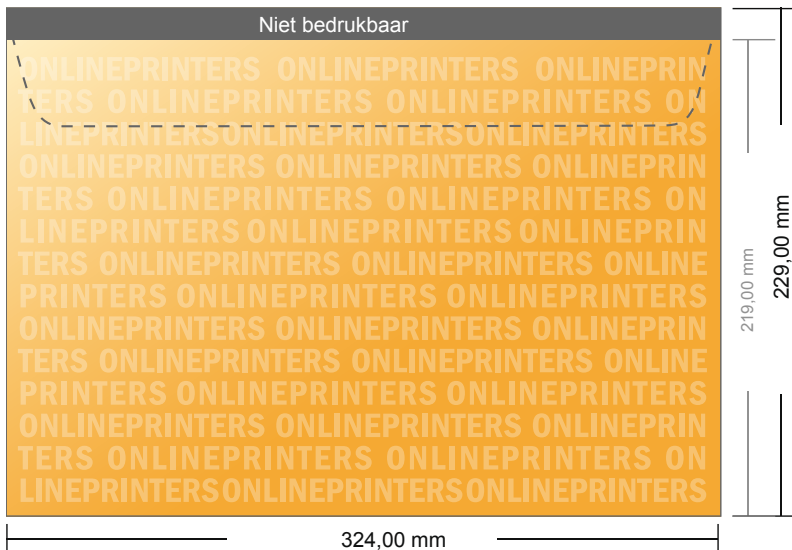 Niet bedrukbaar
ONLINEPRINTERS ONLINEPRINTERS ONLINEPRIN
TERS ONLINEPRINTERS ONLINEPRINTERS ON
LINEPRINTERS ONLINEPRINTERSONLINEPRINTERS
ONLINEPRINTERS ONLINEPRINTERS ONLINEPRIN
TERS ONLINEPRINTERS ONLINEPRINTERS ON
LINEPRINTERS ONLINEPRINTERS ONLINEPRIN
TERS ONLINEPRINTERS ONLINEPRINTERS ONLINE
PRINTERS ONLINEPRINTERS ONLINEPRINTERS
ONLINEPRINTERS ONLINEPRINTERS ONLINEPRIN
TERS ONLINEPRINTERS ONLINEPRINTERS ONLINE
PRINTERS ONLINEPRINTERS ONLINEPRINTERS
ONLINEPRINTERS ONLINEPRINTERS ONLINEPRIN
TERS ONLINEPRINTERS ONLINEPRINTERS ON
LINEPRINTERSONLINEPRINTERSONLINEPRINTERS
219,00 mm
229,00 mm
324,00 mm